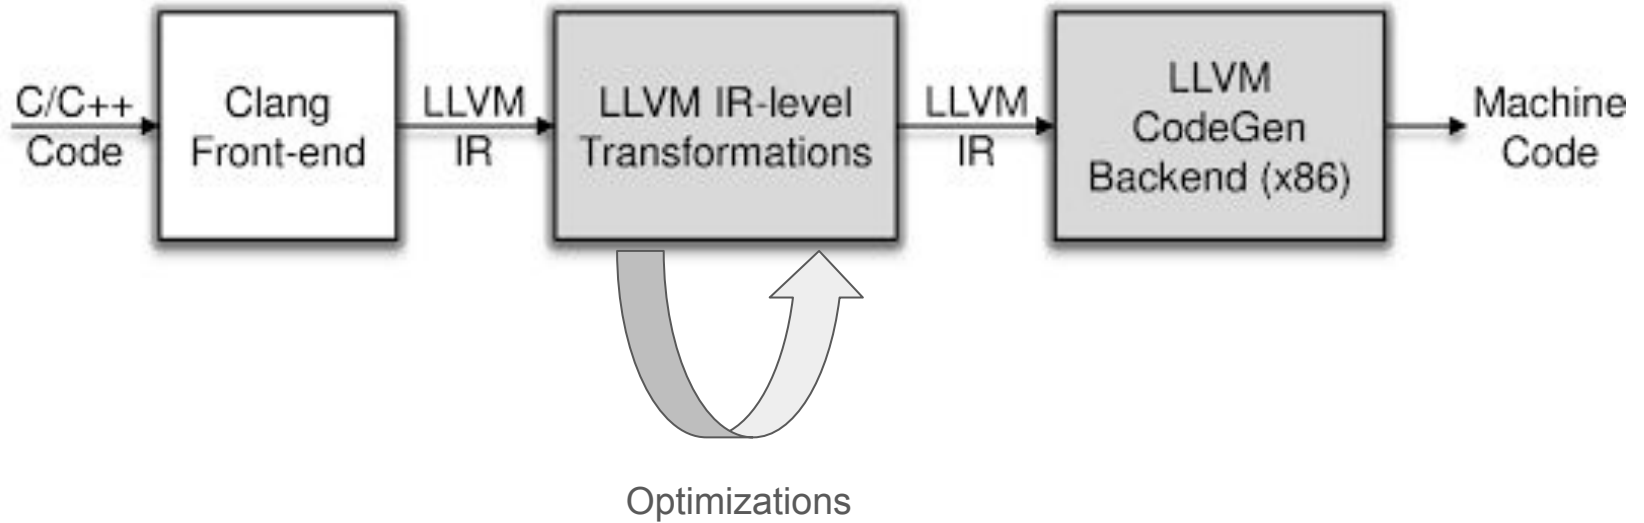 C/C++
Code
Clang
Front-end
LLVM
IR
LLVM IR-level
Transformations
LLVM
IR
LLVM
CodeGen
Backend (x86)
Machine
Code
Optimizations